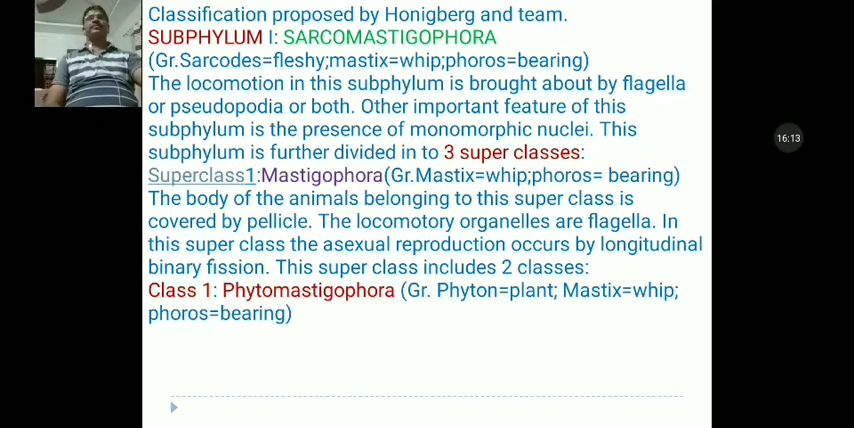 Classification proposed by Honigberg and team.
SUBPHYLUM I: SARCOMASTIGOPHORA
(Gr.Sarcodes=fleshy;mastix=whip;phoros=bearing)
The locomotion in this subphylum is brought about by flagella
or pseudopodia or both. Other important feature of this
subphylum is the presence of monomorphic nuclei. This
subphylum is further divided in to 3 super classes:
Superclass1:Mastigophora(Gr.Mastix=whip;phoros= bearing)
The body of the animals belonging to this super class is
covered by pellicle. The locomotory organelles are flagella. In
this super class the asexual reproduction occurs by longitudinal
binary fission. This super class includes 2 classes:
Class 1: Phytomastigophora (Gr. Phyton=plant; Mastix=whip;
phoros=bearing)
16:13